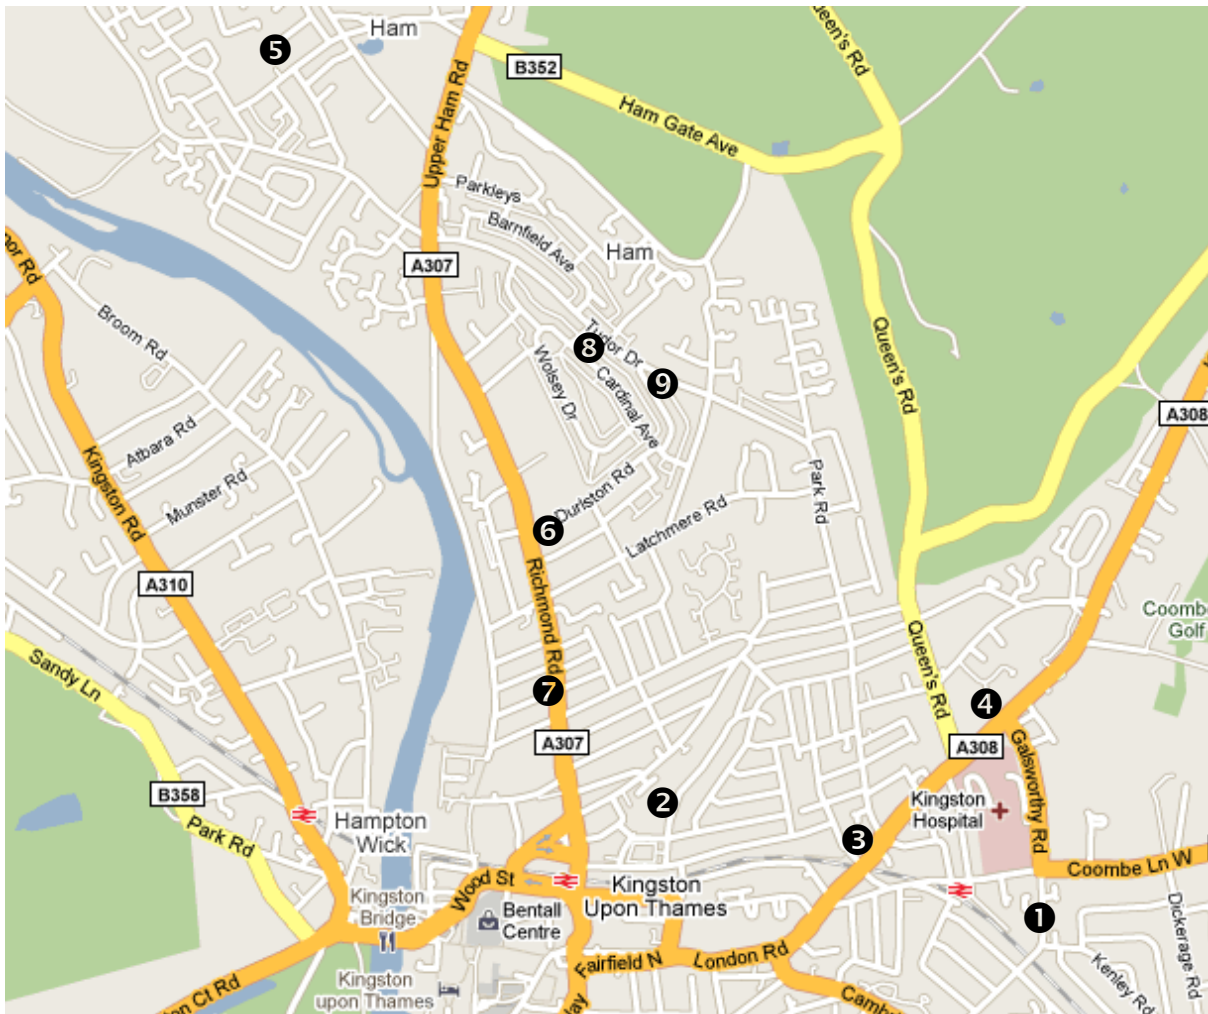 Ham
5
B352
Queen's Rd
Upper Ham Rd
Ham Gate Ave
Parkleys
Barnfield Ave
Ham
A307
Broom Rd
Tudor Dr
8
Wolsey Dr
Cardinal Ave
9
Queen's Rd
A308
Atbara Rd
Kingston Rd
Munster Rd
Durlston Rd
Park Rd
6
Latchmere Rd
A310
Richmond Rd
Coombe
Golf
Sandy Ln
Queen's Rd
7
4
A307
A308
Galsworthy Rd
B358
2
Kingston
Hospital
Hampton
Wick
Park Rd
3
Coombe Ln W
Wood St
Kingston
Upon Thames
Kingston
Bridge
Bentall
Centre
1
Dickerage Rd
Fairfield N
London Rd
Kenley Rd
Kingston
upon Thames
Ct Rd